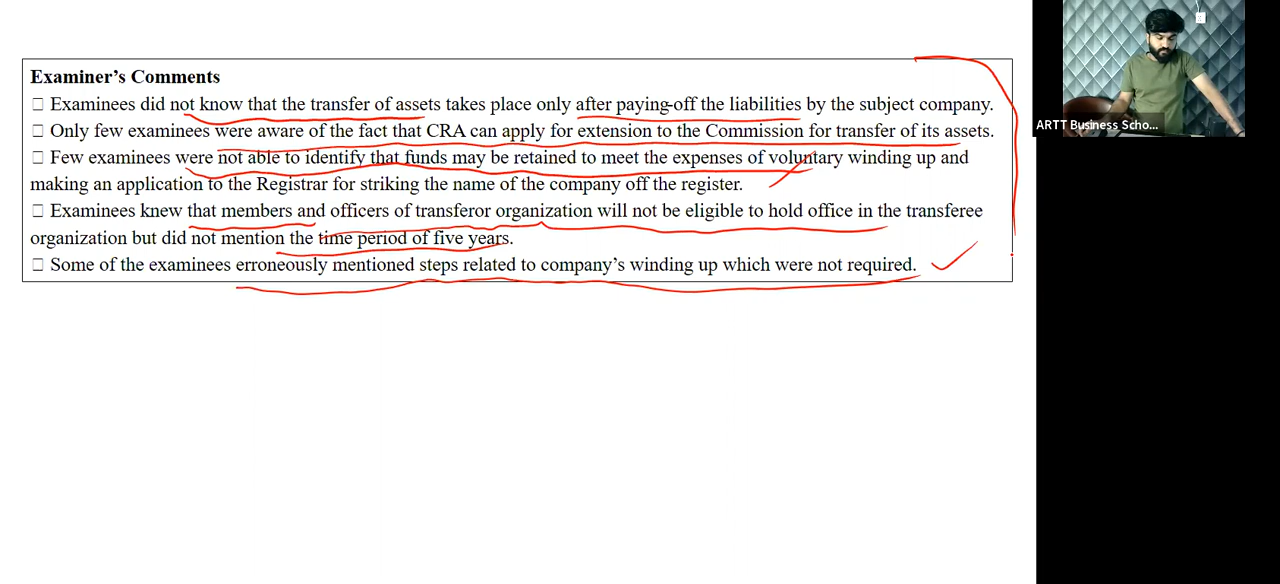 Examiner's Comments
☐ Examinees did not know that the transfer of assets takes place only after paying-off the liabilities by the subject company.
☐ Only few examinees were aware of the fact that CRA can apply for extension to the Commission for transfer of its assets.
☐ Few examinees were not able to identify that funds may be retained to meet the expenses of voluntary winding up and
making an application to the Registrar for striking the name of the company off the register.
☐ Examinees knew that members and officers of transferor organization will not be eligible to hold office in the transferee
organization but did not mention the time period of five years.
☐ Some of the examinees erroneously mentioned steps related to company's winding up which were not required.
ARTT Business Scho...